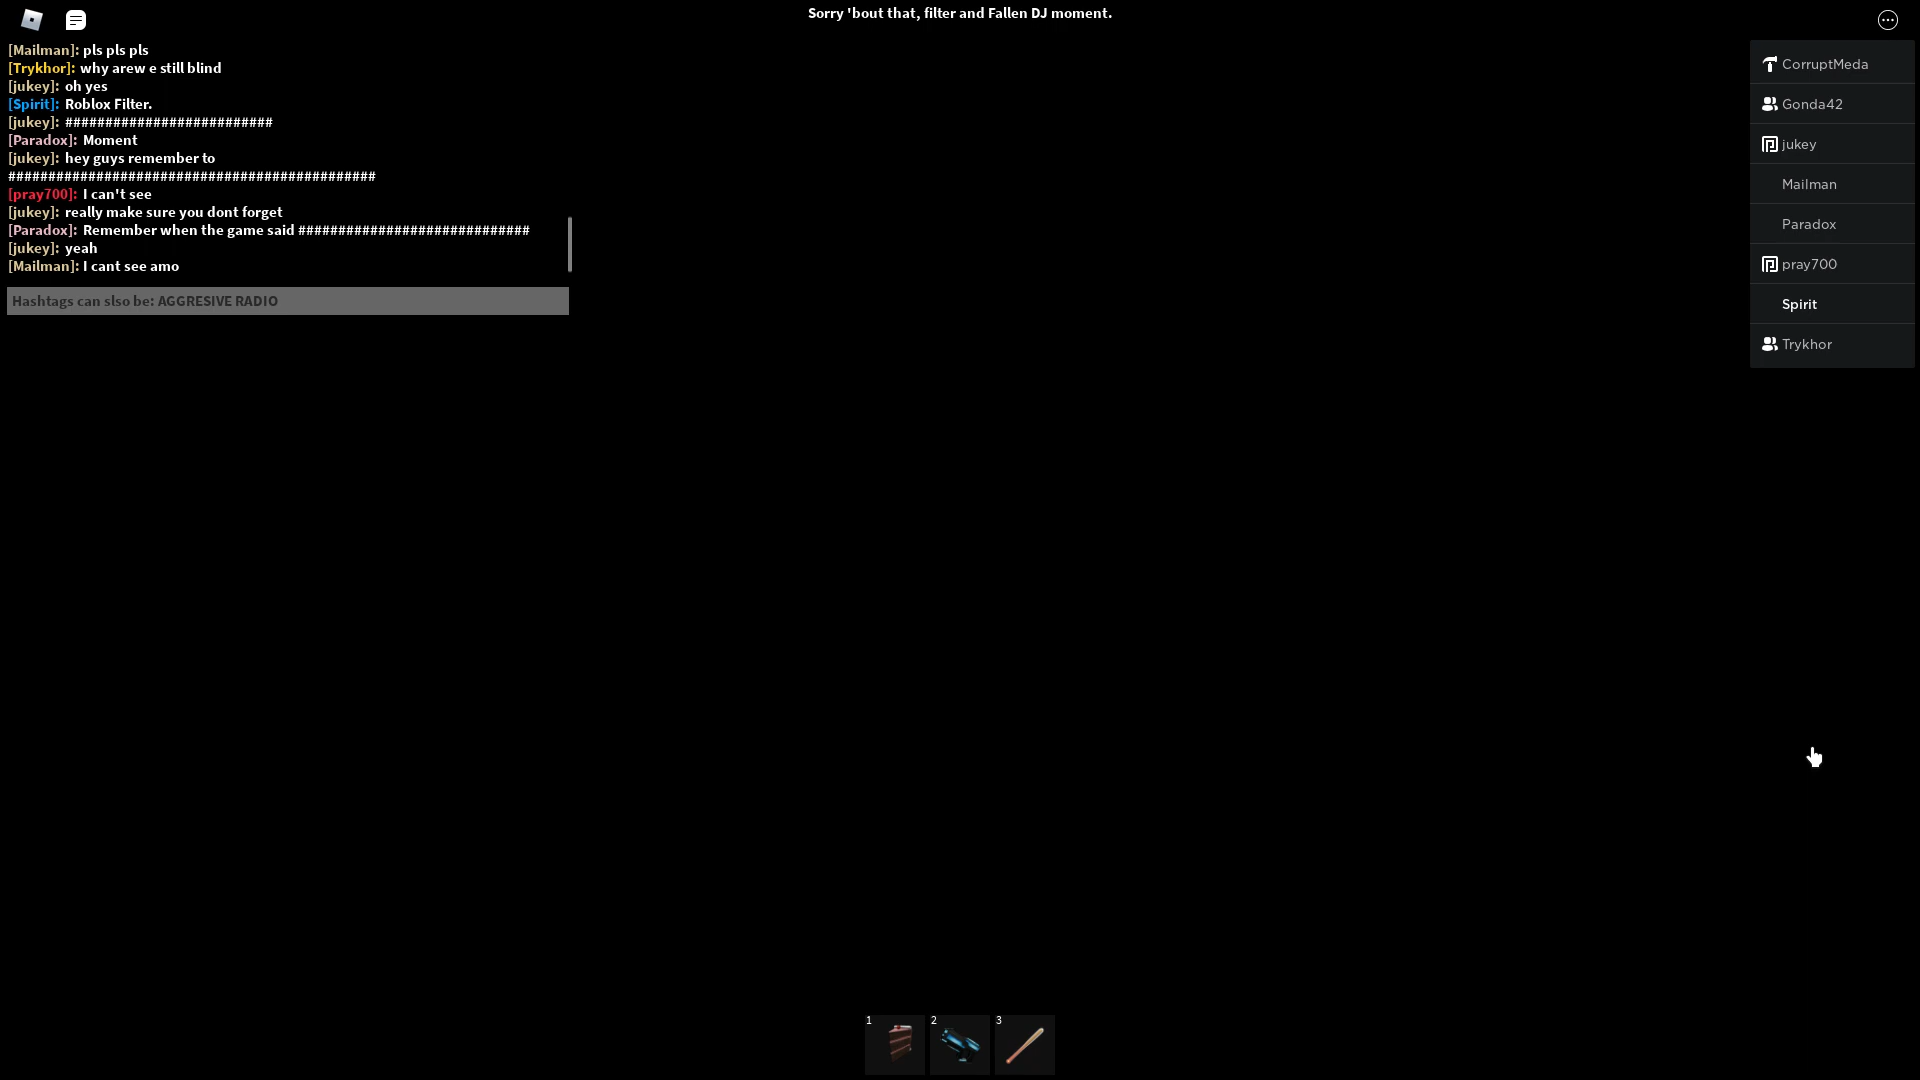 Sorry 'bout that, filter and Fallen DJ moment.
[Mailman]: pls pls pls
[Trykhor]: why arew e still blind
[jukey]: oh yes
[Spirit]: Roblox Filter.
[jukey]: ##########################
[Paradox]: Moment
[jukey]: hey guys remember to
##############################################
[pray700]: I can't see
[jukey]: really make sure you dont forget
[Paradox]: Remember when the game said #############################
[jukey]: yeah
[Mailman]: I cant see amo
Hashtags can slso be: AGGRESIVE RADIO
CorruptMeda
Gonda42
jukey
Mailman
Paradox
pray700
Spirit
Trykhor
1
2
3